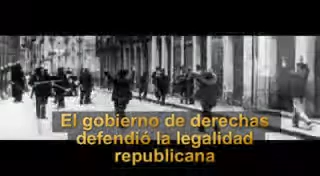 El gobierno de derechas
defendió la legalidad
republicana